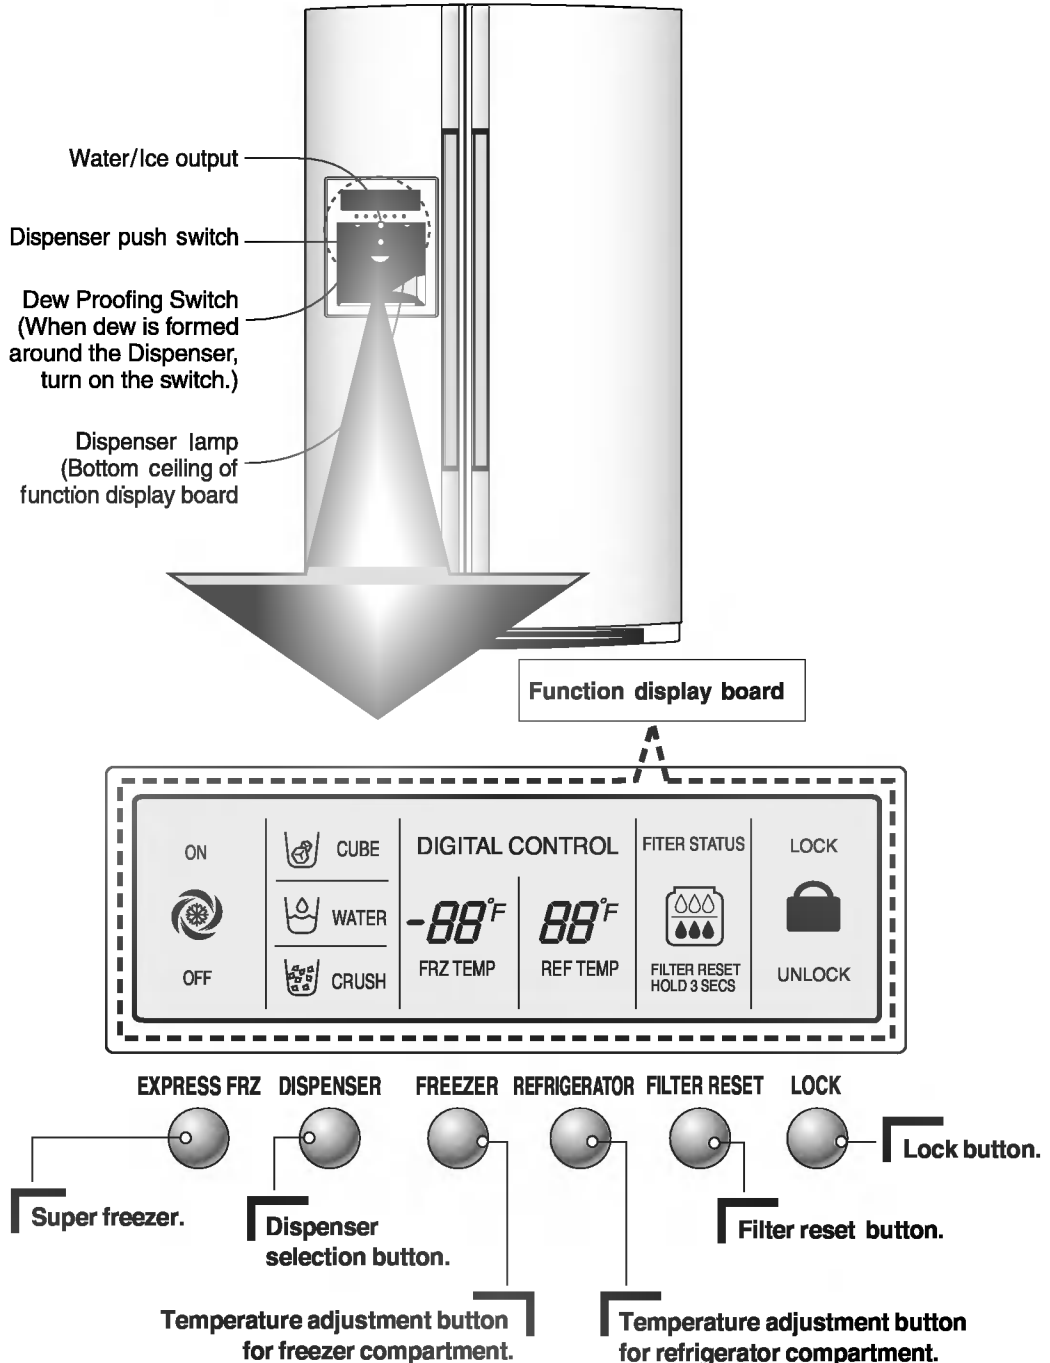 Water/Ice output
Dispenser push switch
Dew Proofing Switch
(When dew is formed
around the Dispenser,
turn on the switch.)
Dispenser lamp
(Bottom ceiling of
function display board
Function display board
ON
OFF
CUBE
WATER
CRUSH
DIGITAL CONTROL
-88°F
FRZ TEMP
88°F
REF TEMP
FITER STATUS
FILTER RESET
HOLD 3 SECS
LOCK
UNLOCK
EXPRESS FRZ DISPENSER FREEZER REFRIGERATOR FILTER RESET LOCK
Lock button.
Super freezer.
Dispenser
selection button.
Filter reset button.
Temperature adjustment button
for freezer compartment.
Temperature adjustment button
for refrigerator compartment.